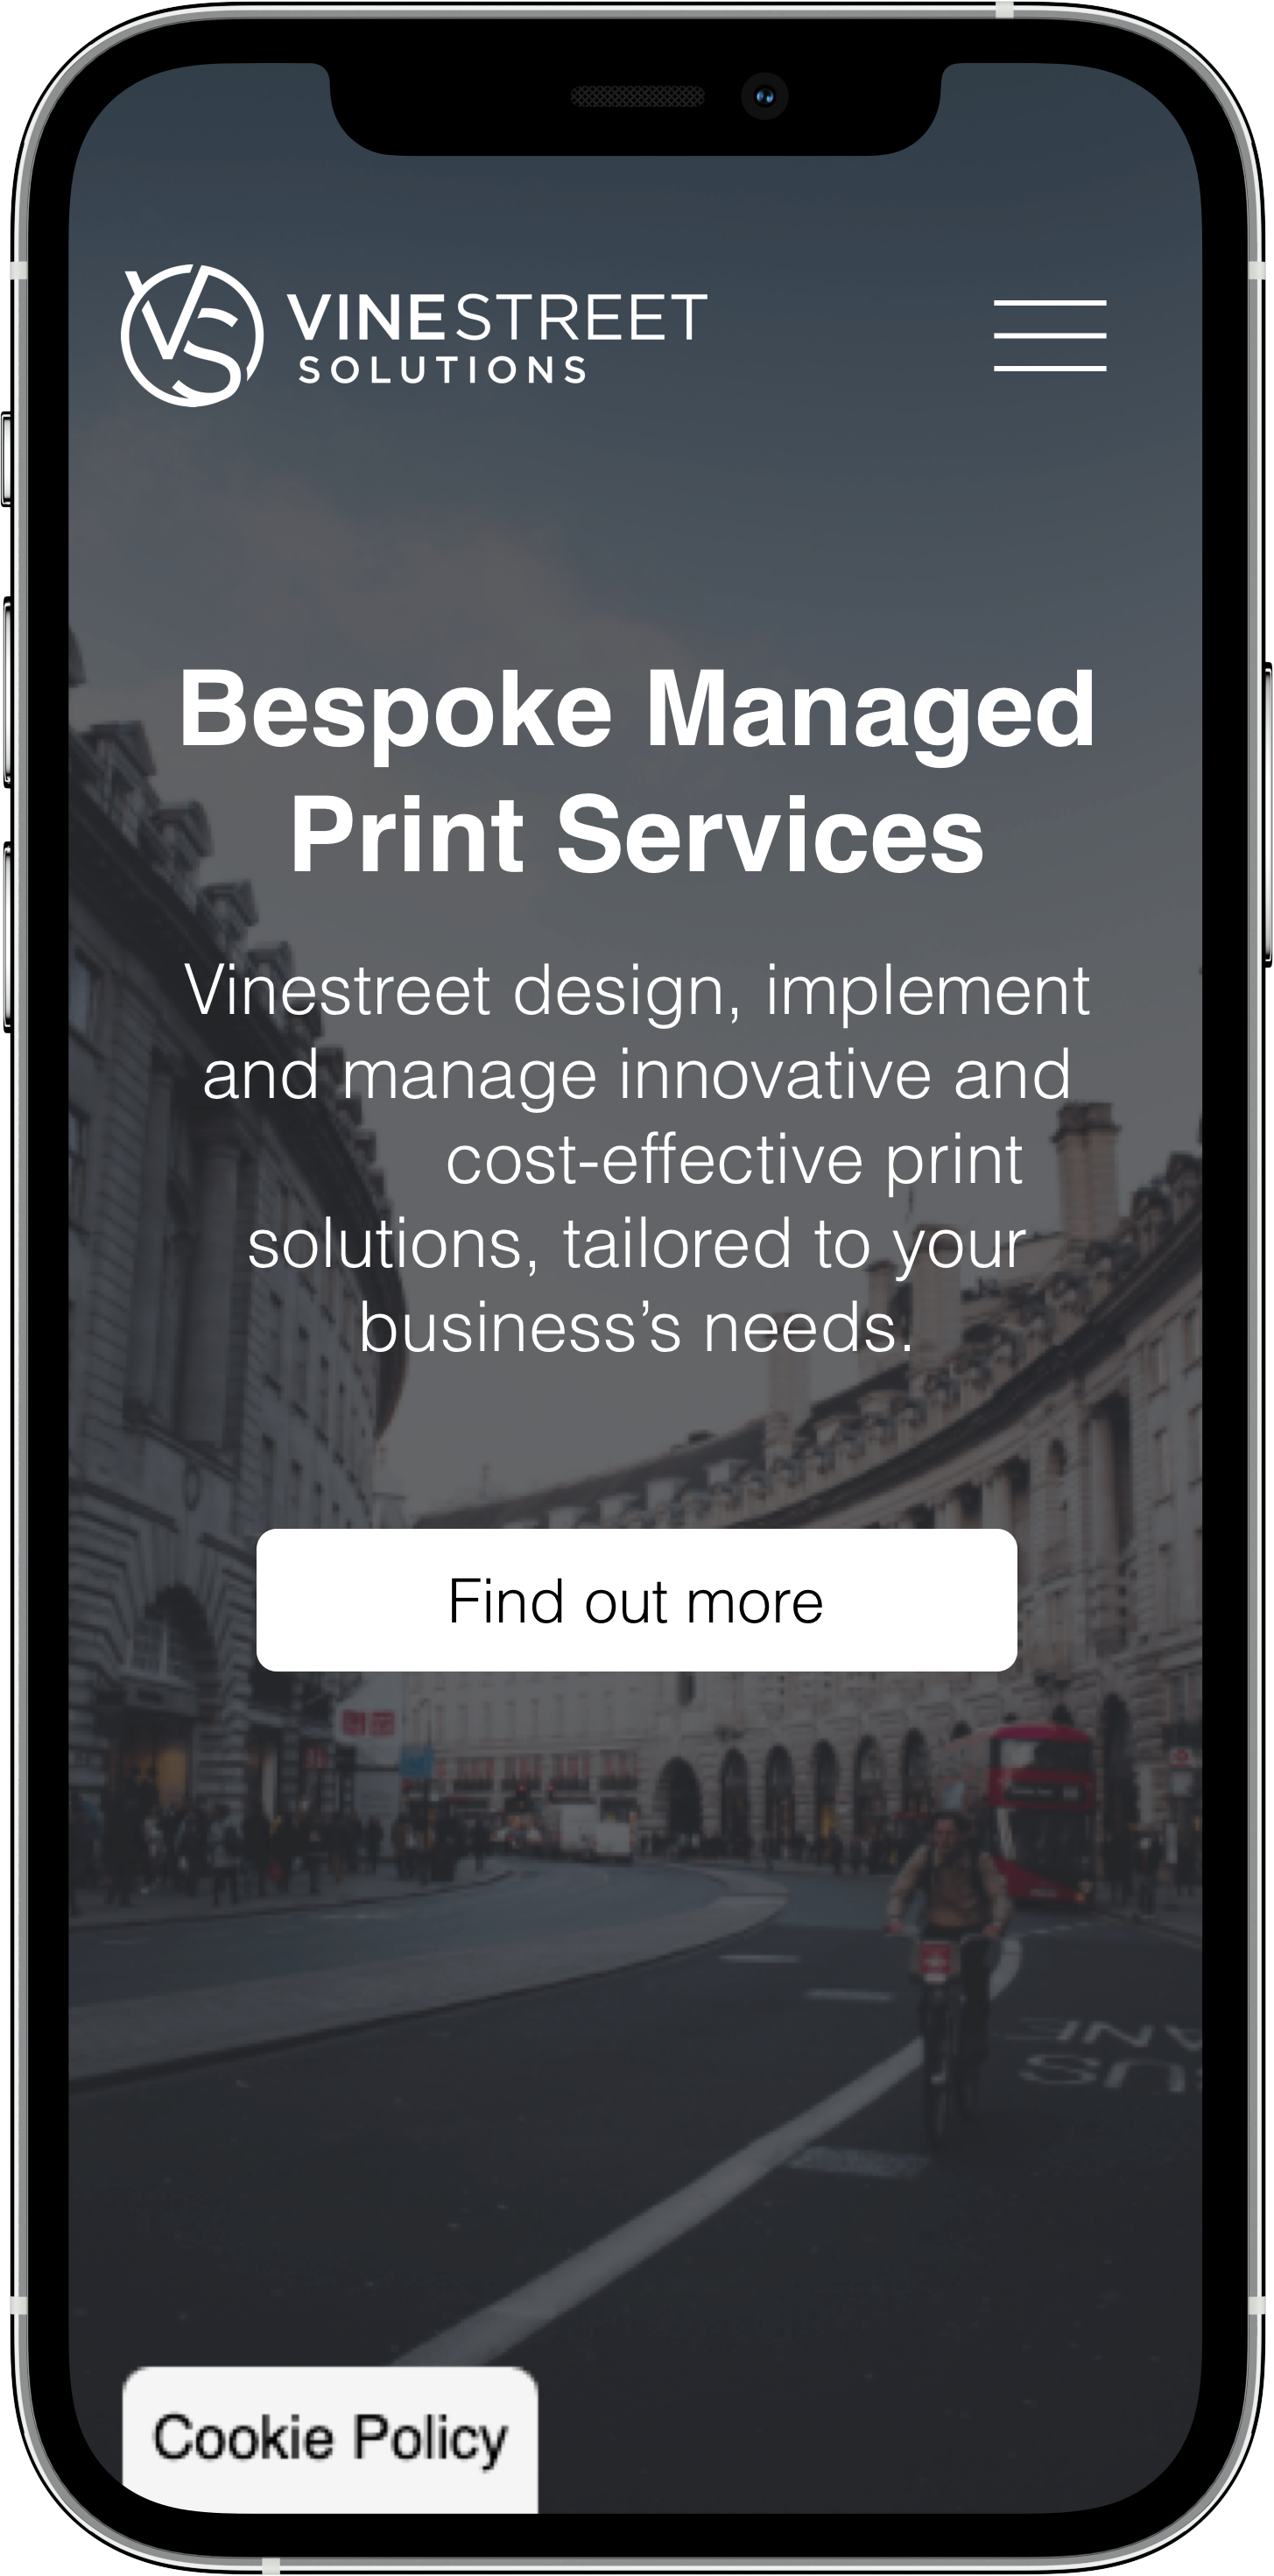 VS
VINESTREET
SOLUTIONS
Bespoke Managed
Print Services
Vinestreet design, implement
and manage innovative and
cost-effective print
solutions, tailored to your
business’s needs.
Find out more
Cookie Policy